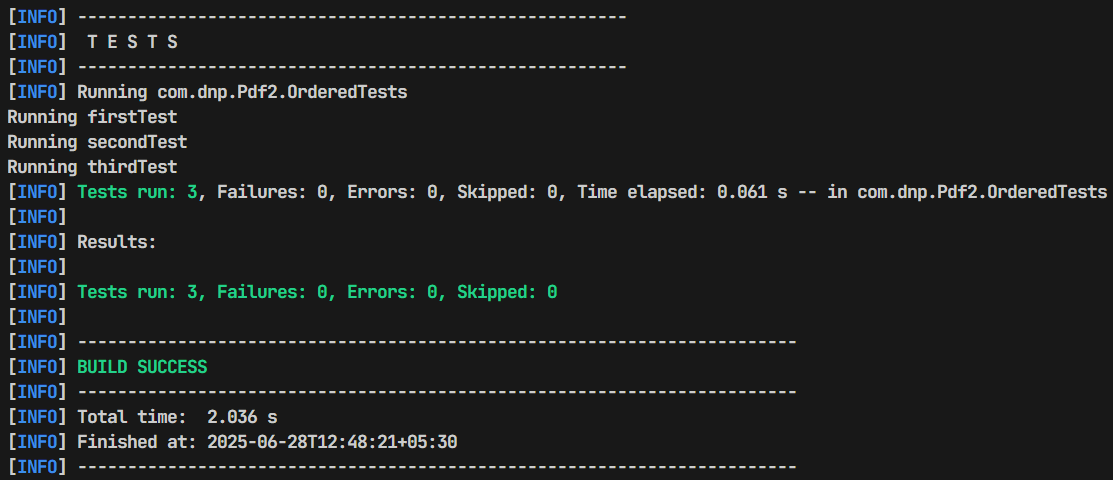 [INFO] -------------------------------------------------------
[INFO]  T E S T S
[INFO] -------------------------------------------------------
[INFO] Running com.dnp.Pdf2.OrderedTests
Running firstTest
Running secondTest
Running thirdTest
[INFO] Tests run: 3, Failures: 0, Errors: 0, Skipped: 0, Time elapsed: 0.061 s -- in com.dnp.Pdf2.OrderedTests
[INFO]
[INFO] Results:
[INFO]
[INFO] Tests run: 3, Failures: 0, Errors: 0, Skipped: 0
[INFO]
[INFO] ------------------------------------------------------------------------
[INFO] BUILD SUCCESS
[INFO] ------------------------------------------------------------------------
[INFO] Total time:  2.036 s
[INFO] Finished at: 2025-06-28T12:48:21+05:30
[INFO] ------------------------------------------------------------------------